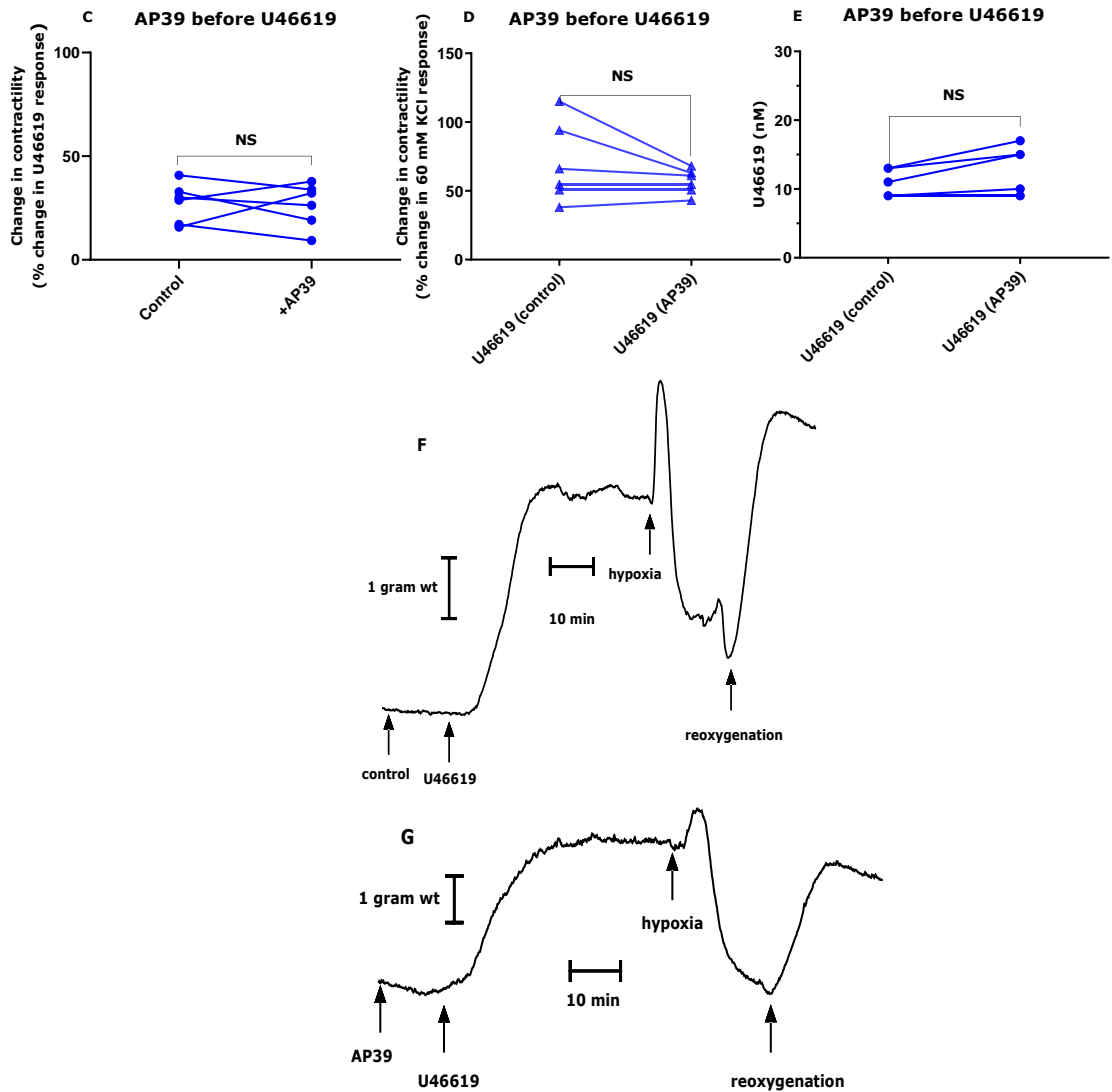 C AP39 before U46619
Change in contractility
(% change in U46619 response)
100
50
0
NS
Control
+AP39
D AP39 before U46619
Change in contractility
(% change in 60 mM KCl response)
150
100
50
0
NS
U46619 (control)
U46619 (AP39)
E AP39 before U46619
U46619 (nM)
30
20
10
0
NS
U46619 (control)
U46619 (AP39)
F
1 gram wt
10 min
hypoxia
reoxygenation
control
U46619
G
1 gram wt
10 min
hypoxia
AP39
U46619
reoxygenation